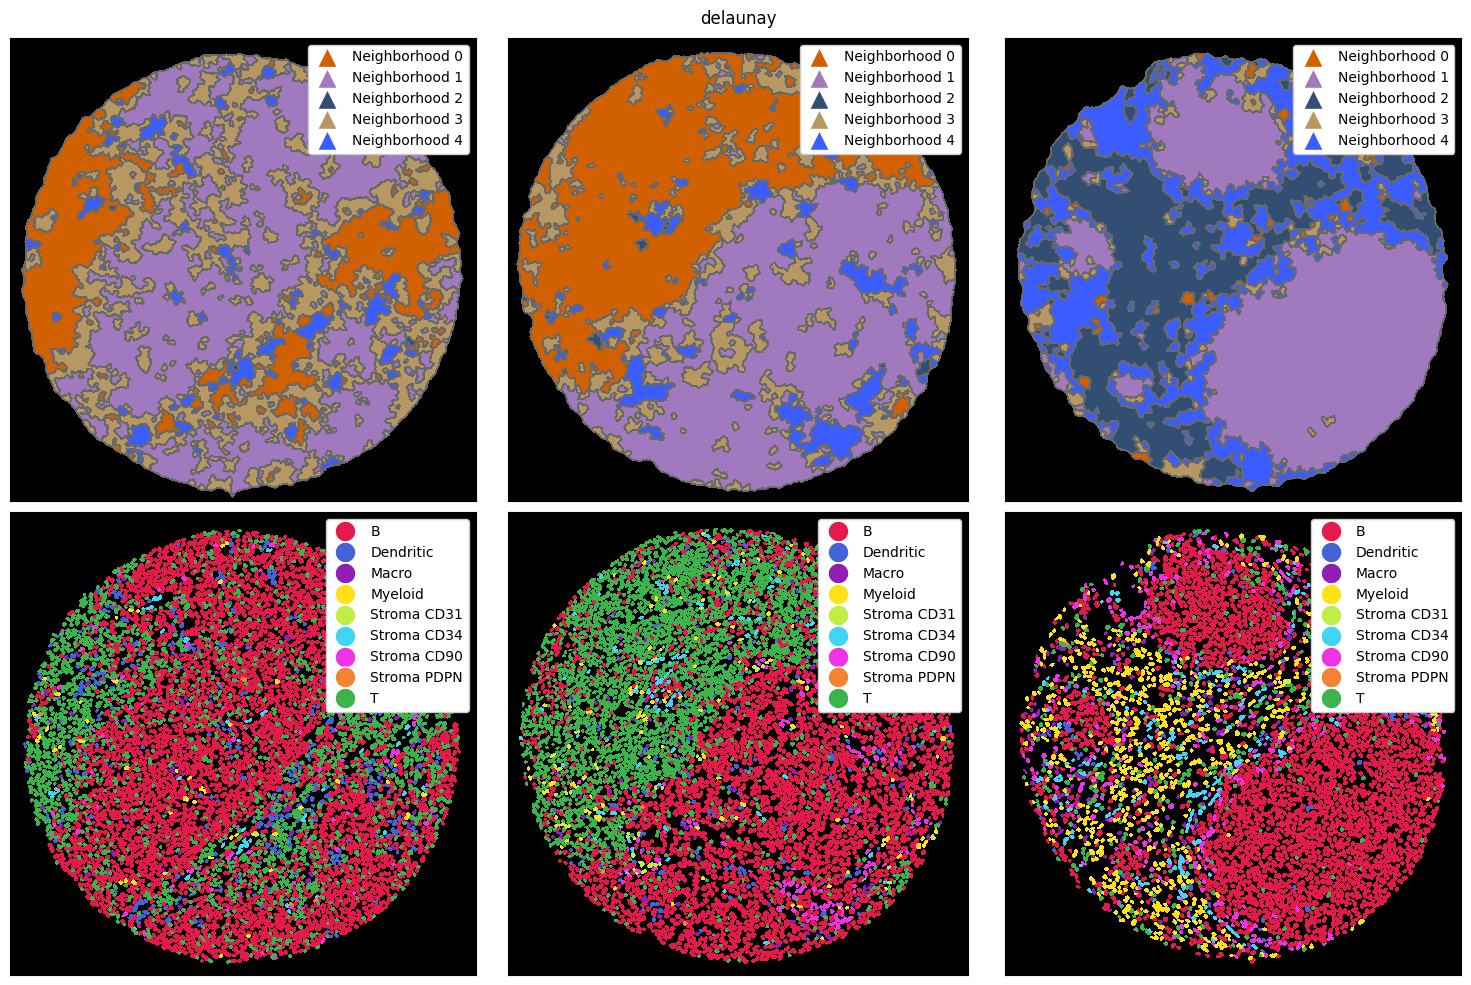 delaunay
Neighborhood 0
Neighborhood 1
Neighborhood 2
Neighborhood 3
Neighborhood 4
Neighborhood 0
Neighborhood 1
Neighborhood 2
Neighborhood 3
Neighborhood 4
Neighborhood 0
Neighborhood 1
Neighborhood 2
Neighborhood 3
Neighborhood 4
B
Dendritic
Macro
Myeloid
Stroma CD31
Stroma CD34
Stroma CD90
Stroma PDPN
T
B
Dendritic
Macro
Myeloid
Stroma CD31
Stroma CD34
Stroma CD90
Stroma PDPN
T
B
Dendritic
Macro
Myeloid
Stroma CD31
Stroma CD34
Stroma CD90
Stroma PDPN
T